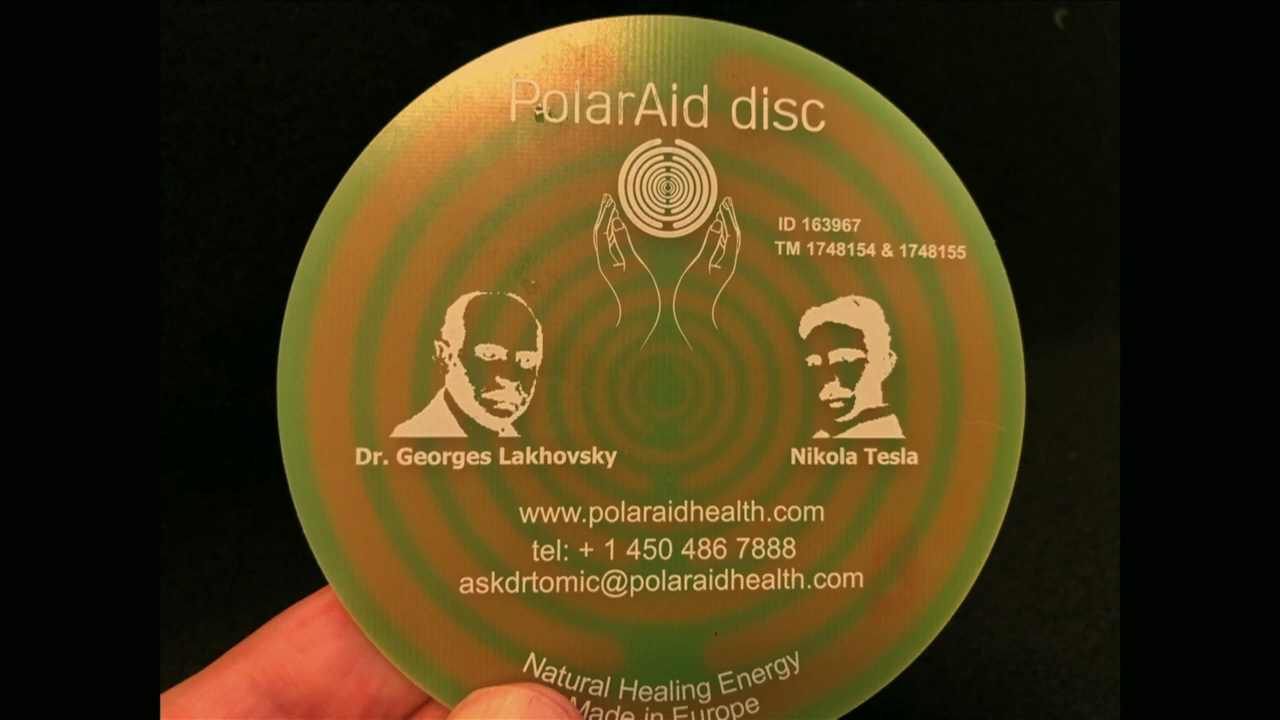 PolarAid disc
ID 163967
TM 1748154 & 1748155
Dr. Georges Lakhovsky
Nikola Tesla
www.polaraidhealth.com
tel: + 1 450 486 7888
askdrtomic@polaraidhealth.com
Natural Healing Energy
Made in Europe